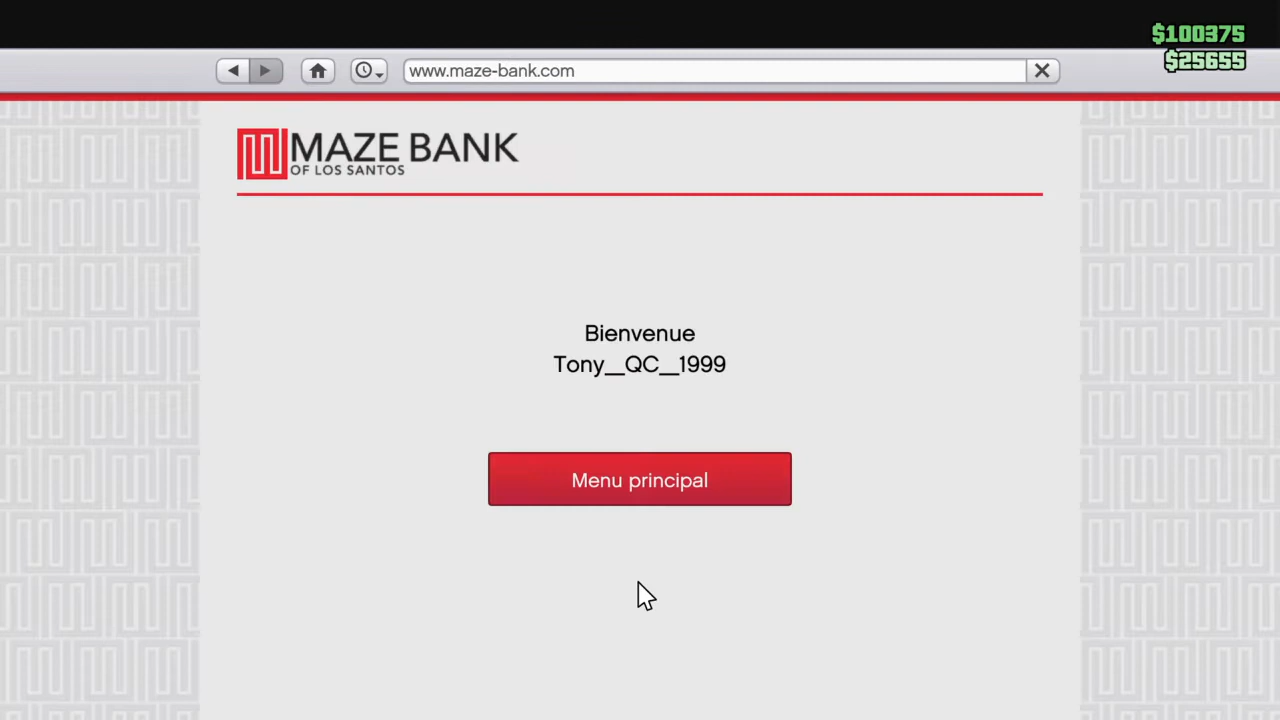 $100375
$25655
www.maze-bank.com
MAZE BANK
OF LOS SANTOS
Bienvenue
Tony__QC__1999
Menu principal